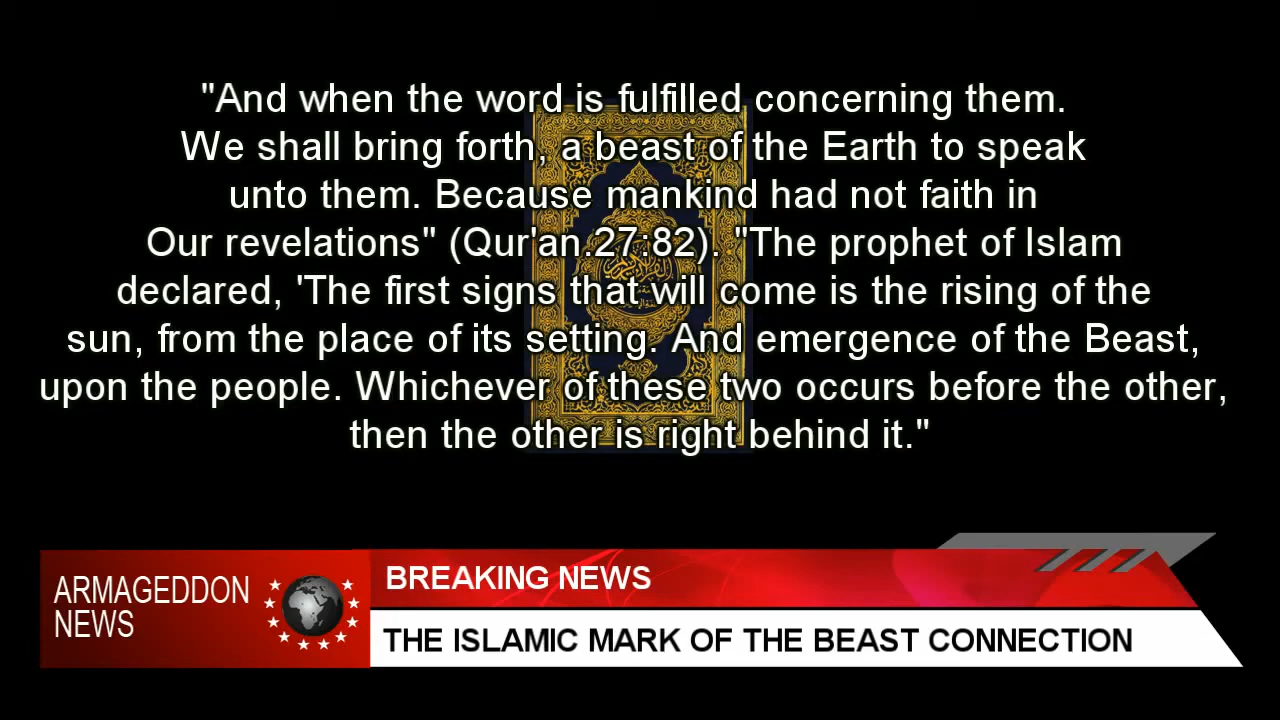 "And when the word is fulfilled concerning them.
We shall bring forth, a beast of the Earth to speak
unto them. Because mankind had not faith in
Our revelations" (Qur'an.27:82). "The prophet of Islam
declared, 'The first signs that will come is the rising of the
sun, from the place of its setting. And emergence of the Beast,
upon the people. Whichever of these two occurs before the other,
then the other is right behind it."
ARMAGEDDON
NEWS
BREAKING NEWS
THE ISLAMIC MARK OF THE BEAST CONNECTION